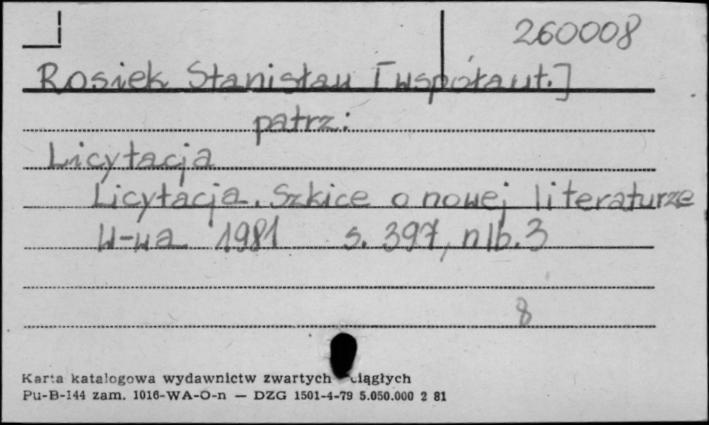 260008
Rosiek Stanisław [współaut.]
patrz:
Licytacja
Licytacja. Szkice o nowej literaturze
W-wa 1981 s. 397, nlb. 3
8
Karta katalogowa wydawnictw zwartych ciągłych
Pu-B-144 zam. 1016-WA-O-n — DZG 1501-4-79 5.050.000 2 81